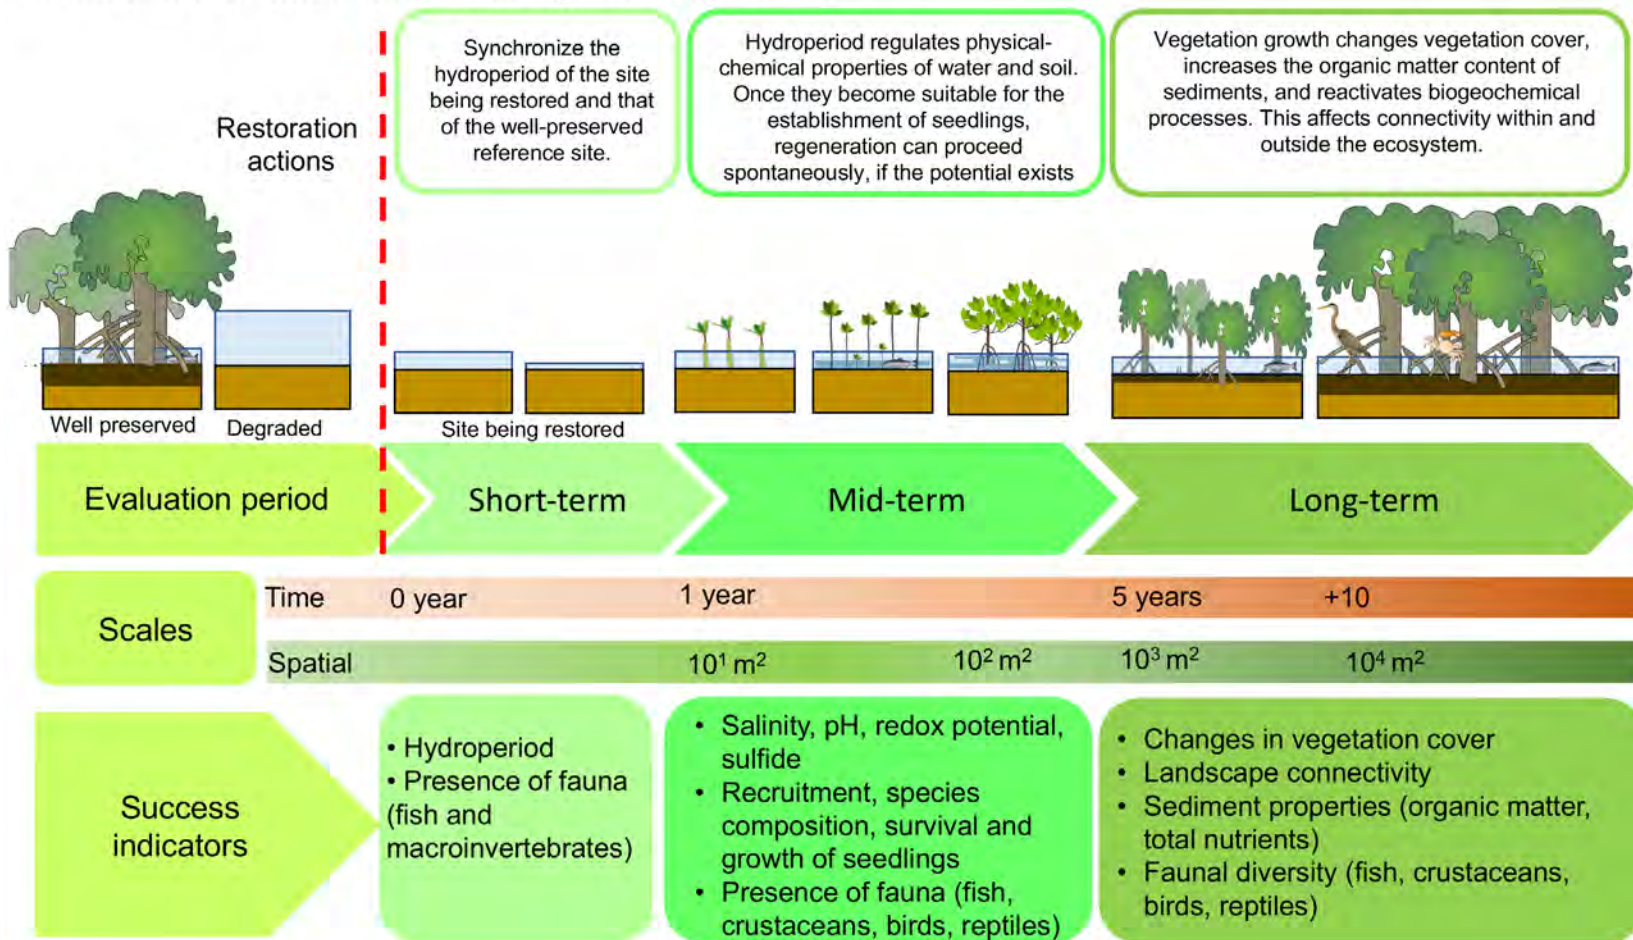 Restoration
actions
Synchronize the
hydroperiod of the site
being restored and that
of the well-preserved
reference site.
Hydroperiod regulates physical-
chemical properties of water and soil.
Once they become suitable for the
establishment of seedlings,
regeneration can proceed
spontaneously, if the potential exists
Vegetation growth changes vegetation cover,
increases the organic matter content of
sediments, and reactivates biogeochemical
processes. This affects connectivity within and
outside the ecosystem.
Well preserved
Degraded
Site being restored
Evaluation period
Short-term
Mid-term
Long-term
Scales
Time
0 year
1 year
5 years
+10
Spatial
10¹ m²
10² m²
10³ m²
10⁴ m²
Success
indicators
• Hydroperiod
• Presence of fauna
(fish and
macroinvertebrates)
• Salinity, pH, redox potential,
sulfide
• Recruitment, species
composition, survival and
growth of seedlings
• Presence of fauna (fish,
crustaceans, birds, reptiles)
• Changes in vegetation cover
• Landscape connectivity
• Sediment properties (organic matter,
total nutrients)
• Faunal diversity (fish, crustaceans,
birds, reptiles)